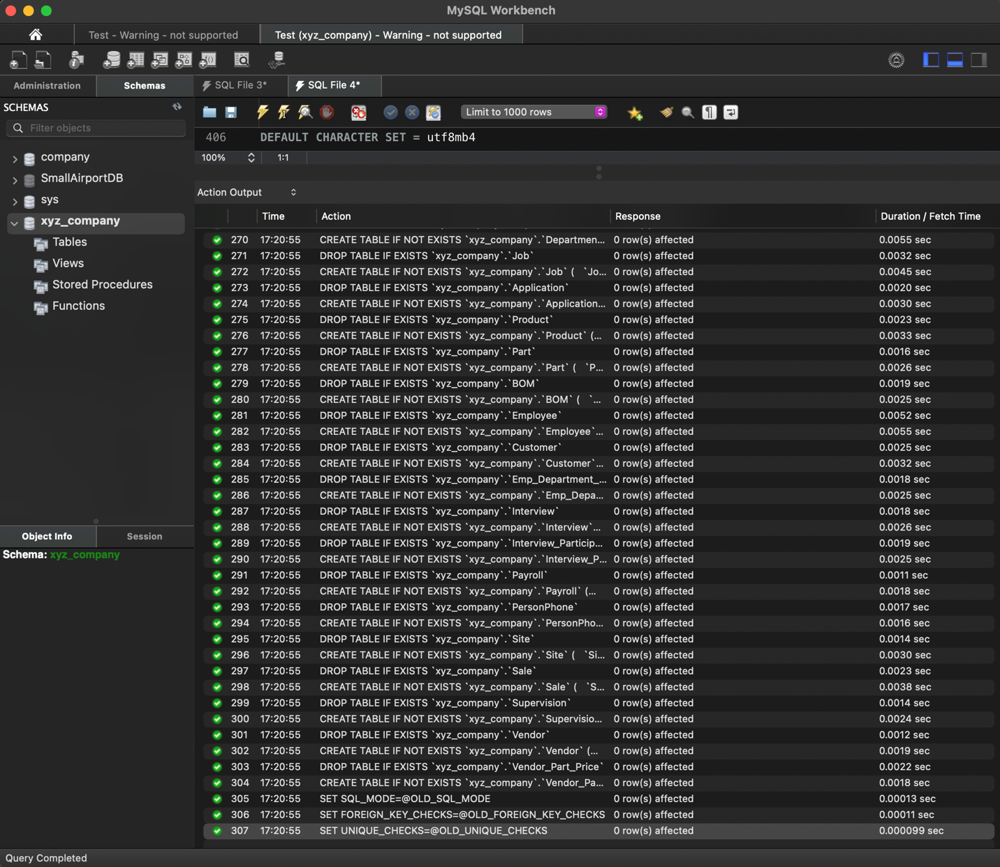 MySQL Workbench
Test - Warning - not supported
Test (xyz_company) - Warning - not supported
Administration
Schemas
SQL File 3*
SQL File 4*
SCHEMAS
Filter objects
company
SmallAirportDB
sys
xyz_company
Tables
Views
Stored Procedures
Functions
Object Info
Session
Schema: xyz_company
Limit to 1000 rows
406 DEFAULT CHARACTER SET = utf8mb4
100% 1:1
Action Output
Time Action Response Duration / Fetch Time
270 17:20:55 CREATE TABLE IF NOT EXISTS `xyz_company`.`Departmen... 0 row(s) affected 0.0055 sec
271 17:20:55 DROP TABLE IF EXISTS `xyz_company`.`Job` 0 row(s) affected 0.0032 sec
272 17:20:55 CREATE TABLE IF NOT EXISTS `xyz_company`.`Job` ( `Jo... 0 row(s) affected 0.0045 sec
273 17:20:55 DROP TABLE IF EXISTS `xyz_company`.`Application` 0 row(s) affected 0.0020 sec
274 17:20:55 CREATE TABLE IF NOT EXISTS `xyz_company`.`Application... 0 row(s) affected 0.0030 sec
275 17:20:55 DROP TABLE IF EXISTS `xyz_company`.`Product` 0 row(s) affected 0.0023 sec
276 17:20:55 CREATE TABLE IF NOT EXISTS `xyz_company`.`Product` (... 0 row(s) affected 0.0033 sec
277 17:20:55 DROP TABLE IF EXISTS `xyz_company`.`Part` 0 row(s) affected 0.0016 sec
278 17:20:55 CREATE TABLE IF NOT EXISTS `xyz_company`.`Part` ( `P... 0 row(s) affected 0.0026 sec
279 17:20:55 DROP TABLE IF EXISTS `xyz_company`.`BOM` 0 row(s) affected 0.0019 sec
280 17:20:55 CREATE TABLE IF NOT EXISTS `xyz_company`.`BOM` ( `... 0 row(s) affected 0.0025 sec
281 17:20:55 DROP TABLE IF EXISTS `xyz_company`.`Employee` 0 row(s) affected 0.0052 sec
282 17:20:55 CREATE TABLE IF NOT EXISTS `xyz_company`.`Employee`... 0 row(s) affected 0.0055 sec
283 17:20:55 DROP TABLE IF EXISTS `xyz_company`.`Customer` 0 row(s) affected 0.0025 sec
284 17:20:55 CREATE TABLE IF NOT EXISTS `xyz_company`.`Customer`... 0 row(s) affected 0.0032 sec
285 17:20:55 DROP TABLE IF EXISTS `xyz_company`.`Emp_Department_... 0 row(s) affected 0.0018 sec
286 17:20:55 CREATE TABLE IF NOT EXISTS `xyz_company`.`Emp_Depa... 0 row(s) affected 0.0025 sec
287 17:20:55 DROP TABLE IF EXISTS `xyz_company`.`Interview` 0 row(s) affected 0.0018 sec
288 17:20:55 CREATE TABLE IF NOT EXISTS `xyz_company`.`Interview`... 0 row(s) affected 0.0026 sec
289 17:20:55 DROP TABLE IF EXISTS `xyz_company`.`Interview_Particip... 0 row(s) affected 0.0019 sec
290 17:20:55 CREATE TABLE IF NOT EXISTS `xyz_company`.`Interview_P... 0 row(s) affected 0.0025 sec
291 17:20:55 DROP TABLE IF EXISTS `xyz_company`.`Payroll` 0 row(s) affected 0.0011 sec
292 17:20:55 CREATE TABLE IF NOT EXISTS `xyz_company`.`Payroll` (... 0 row(s) affected 0.0018 sec
293 17:20:55 DROP TABLE IF EXISTS `xyz_company`.`PersonPhone` 0 row(s) affected 0.0017 sec
294 17:20:55 CREATE TABLE IF NOT EXISTS `xyz_company`.`PersonPho... 0 row(s) affected 0.0016 sec
295 17:20:55 DROP TABLE IF EXISTS `xyz_company`.`Site` 0 row(s) affected 0.0014 sec
296 17:20:55 CREATE TABLE IF NOT EXISTS `xyz_company`.`Site` ( `Si... 0 row(s) affected 0.0030 sec
297 17:20:55 DROP TABLE IF EXISTS `xyz_company`.`Sale` 0 row(s) affected 0.0023 sec
298 17:20:55 CREATE TABLE IF NOT EXISTS `xyz_company`.`Sale` ( `S... 0 row(s) affected 0.0038 sec
299 17:20:55 DROP TABLE IF EXISTS `xyz_company`.`Supervision` 0 row(s) affected 0.0014 sec
300 17:20:55 CREATE TABLE IF NOT EXISTS `xyz_company`.`Supervisio... 0 row(s) affected 0.0024 sec
301 17:20:55 DROP TABLE IF EXISTS `xyz_company`.`Vendor` 0 row(s) affected 0.0012 sec
302 17:20:55 CREATE TABLE IF NOT EXISTS `xyz_company`.`Vendor` (... 0 row(s) affected 0.0019 sec
303 17:20:55 DROP TABLE IF EXISTS `xyz_company`.`Vendor_Part_Price` 0 row(s) affected 0.0022 sec
304 17:20:55 CREATE TABLE IF NOT EXISTS `xyz_company`.`Vendor_Pa... 0 row(s) affected 0.0018 sec
305 17:20:55 SET SQL_MODE=@OLD_SQL_MODE 0 row(s) affected 0.00013 sec
306 17:20:55 SET FOREIGN_KEY_CHECKS=@OLD_FOREIGN_KEY_CHECKS 0 row(s) affected 0.00011 sec
307 17:20:55 SET UNIQUE_CHECKS=@OLD_UNIQUE_CHECKS 0 row(s) affected 0.000099 sec
Query Completed